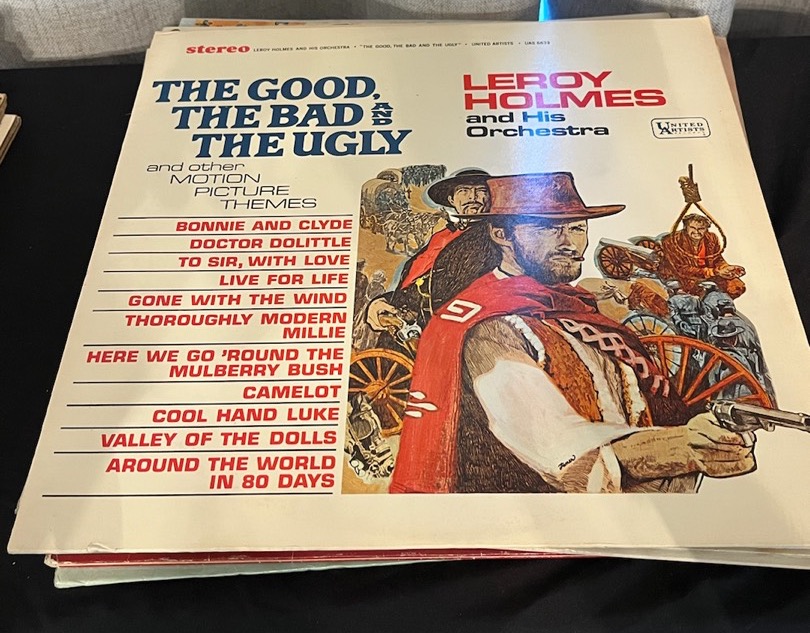 stereo LEROY HOLMES AND HIS ORCHESTRA • "THE GOOD, THE BAD AND THE UGLY" • UNITED ARTISTS • UAS 6633
THE GOOD,
THE BAD AND
THE UGLY
and other
MOTION
PICTURE
THEMES
LEROY
HOLMES
and His
Orchestra
UNITED
ARTISTS
BONNIE AND CLYDE
DOCTOR DOLITTLE
TO SIR, WITH LOVE
LIVE FOR LIFE
GONE WITH THE WIND
THOROUGHLY MODERN
MILLIE
HERE WE GO 'ROUND THE
MULBERRY BUSH
CAMELOT
COOL HAND LUKE
VALLEY OF THE DOLLS
AROUND THE WORLD
IN 80 DAYS